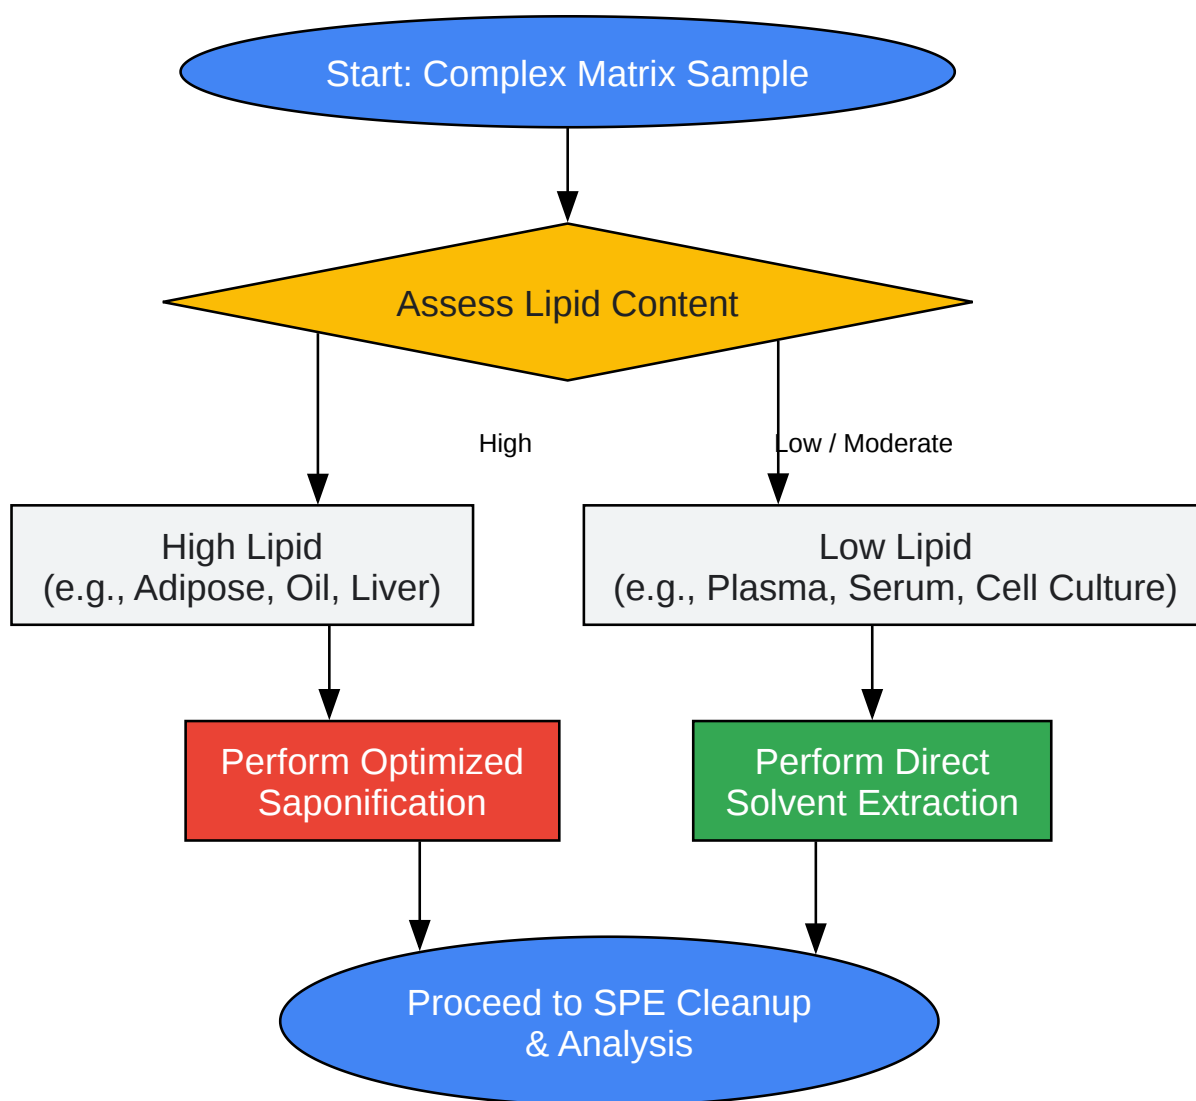 Start: Complex Matrix Sample
Assess Lipid Content
High
Low / Moderate
High Lipid
(e.g., Adipose, Oil, Liver)
Low Lipid
(e.g., Plasma, Serum, Cell Culture)
Perform Optimized
Saponification
Perform Direct
Solvent Extraction
Proceed to SPE Cleanup
& Analysis